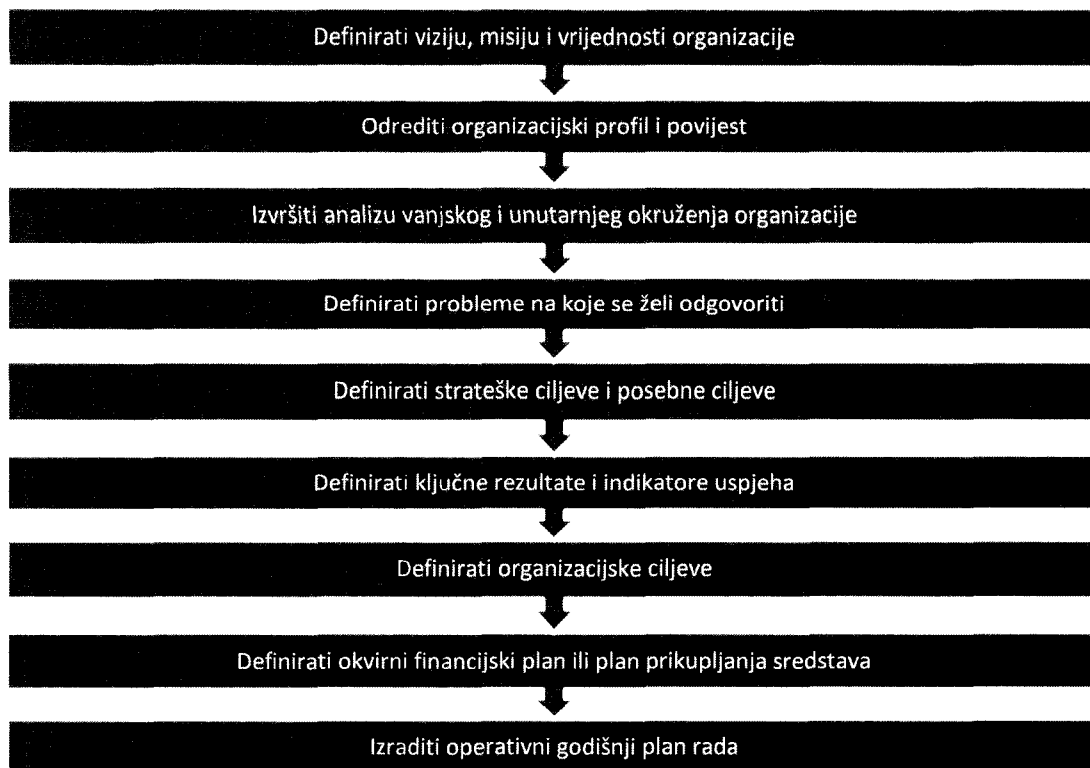 Definirati viziju, misiju i vrijednosti organizacije
Odrediti organizacijski profil i povijest
Izvršiti analizu vanjskog i unutarnjeg okruženja organizacije
Definirati probleme na koje se želi odgovoriti
Definirati strateške ciljeve i posebne ciljeve
Definirati ključne rezultate i indikatore uspjeha
Definirati organizacijske ciljeve
Definirati okvirni financijski plan ili plan prikupljanja sredstava
Izraditi operativni godišnji plan rada